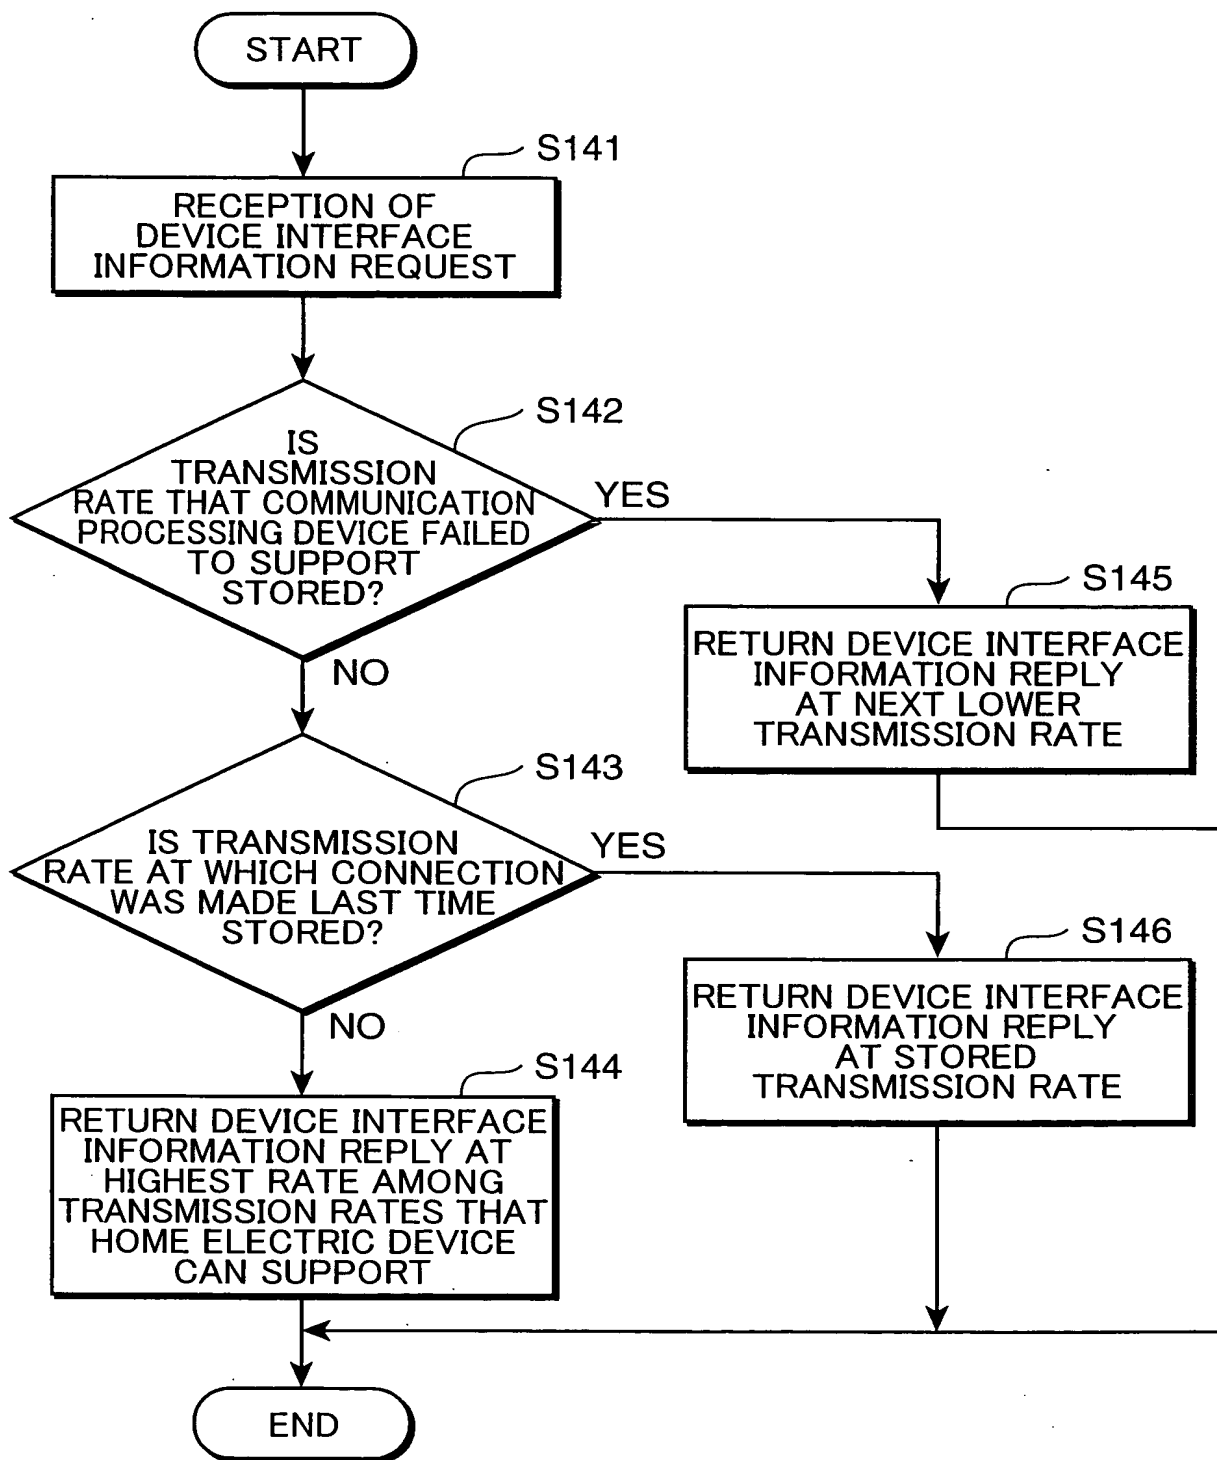 START
S141
RECEPTION OF
DEVICE INTERFACE
INFORMATION REQUEST
S142
IS
TRANSMISSION
RATE THAT COMMUNICATION
PROCESSING DEVICE FAILED
TO SUPPORT
STORED?
YES
NO
S145
RETURN DEVICE INTERFACE
INFORMATION REPLY
AT NEXT LOWER
TRANSMISSION RATE
S143
IS TRANSMISSION
RATE AT WHICH CONNECTION
WAS MADE LAST TIME
STORED?
YES
NO
S146
RETURN DEVICE INTERFACE
INFORMATION REPLY
AT STORED
TRANSMISSION RATE
S144
RETURN DEVICE INTERFACE
INFORMATION REPLY AT
HIGHEST RATE AMONG
TRANSMISSION RATES THAT
HOME ELECTRIC DEVICE
CAN SUPPORT
END